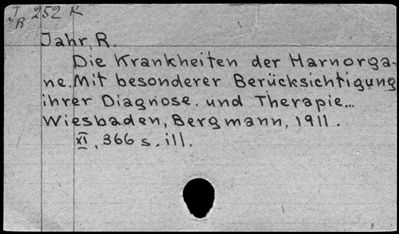 J/R 252 K
Jahr, R.
Die Krankheiten der Harnorga-
ne. Mit besonderer Berücksichtigung
ihrer Diagnose. und Therapie...
Wiesbaden, Bergmann, 1911.
XI, 366 s. ill.